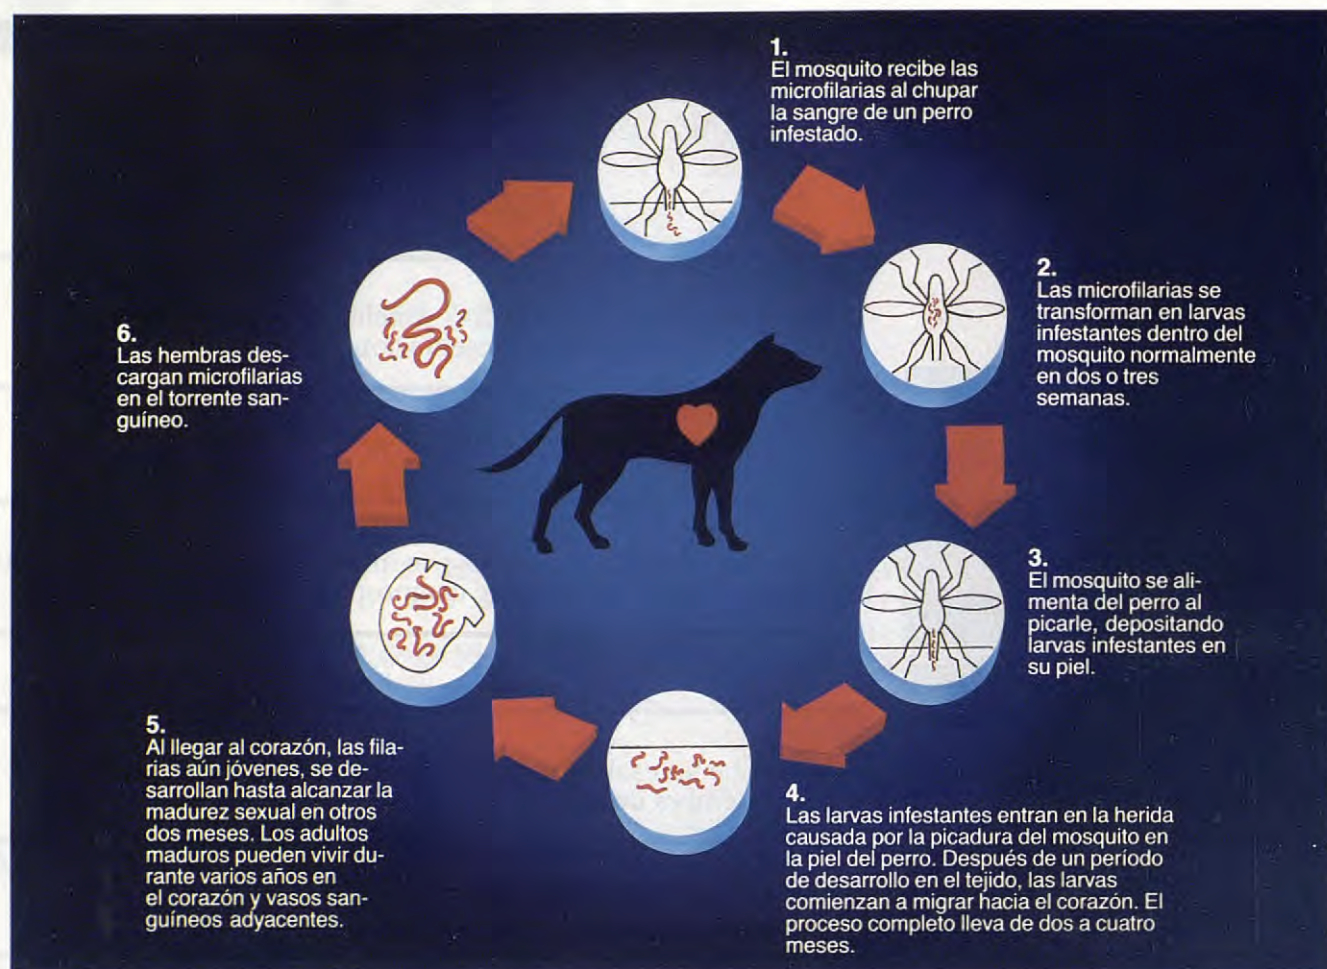 1.
El mosquito recibe las
microfilarias al chupar
la sangre de un perro
infestado.
2.
Las microfilarias se
transforman en larvas
infestantes dentro del
mosquito normalmente
en dos o tres
semanas.
3.
El mosquito se ali-
menta del perro al
picarle, depositando
larvas infestantes en
su piel.
4.
Las larvas infestantes entran en la herida
causada por la picadura del mosquito en
la piel del perro. Después de un período
de desarrollo en el tejido, las larvas
comienzan a migrar hacia el corazón. El
proceso completo lleva de dos a cuatro
meses.
5.
Al llegar al corazón, las fila-
rias aún jóvenes, se de-
sarrollan hasta alcanzar la
madurez sexual en otros
dos meses. Los adultos
maduros pueden vivir du-
rante varios años en
el corazón y vasos san-
guíneos adyacentes.
6.
Las hembras des-
cargan microfilarias
en el torrente san-
guíneo.